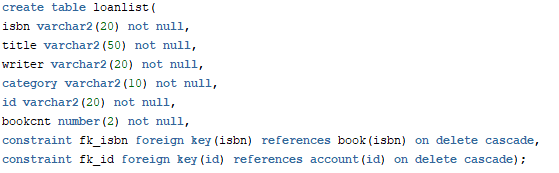 create table loanlist(
isbn varchar2(20) not null,
title varchar2(50) not null,
writer varchar2(20) not null,
category varchar2(10) not null,
id varchar2(20) not null,
bookcnt number(2) not null,
constraint fk_isbn foreign key(isbn) references book(isbn) on delete cascade,
constraint fk_id foreign key(id) references account(id) on delete cascade);